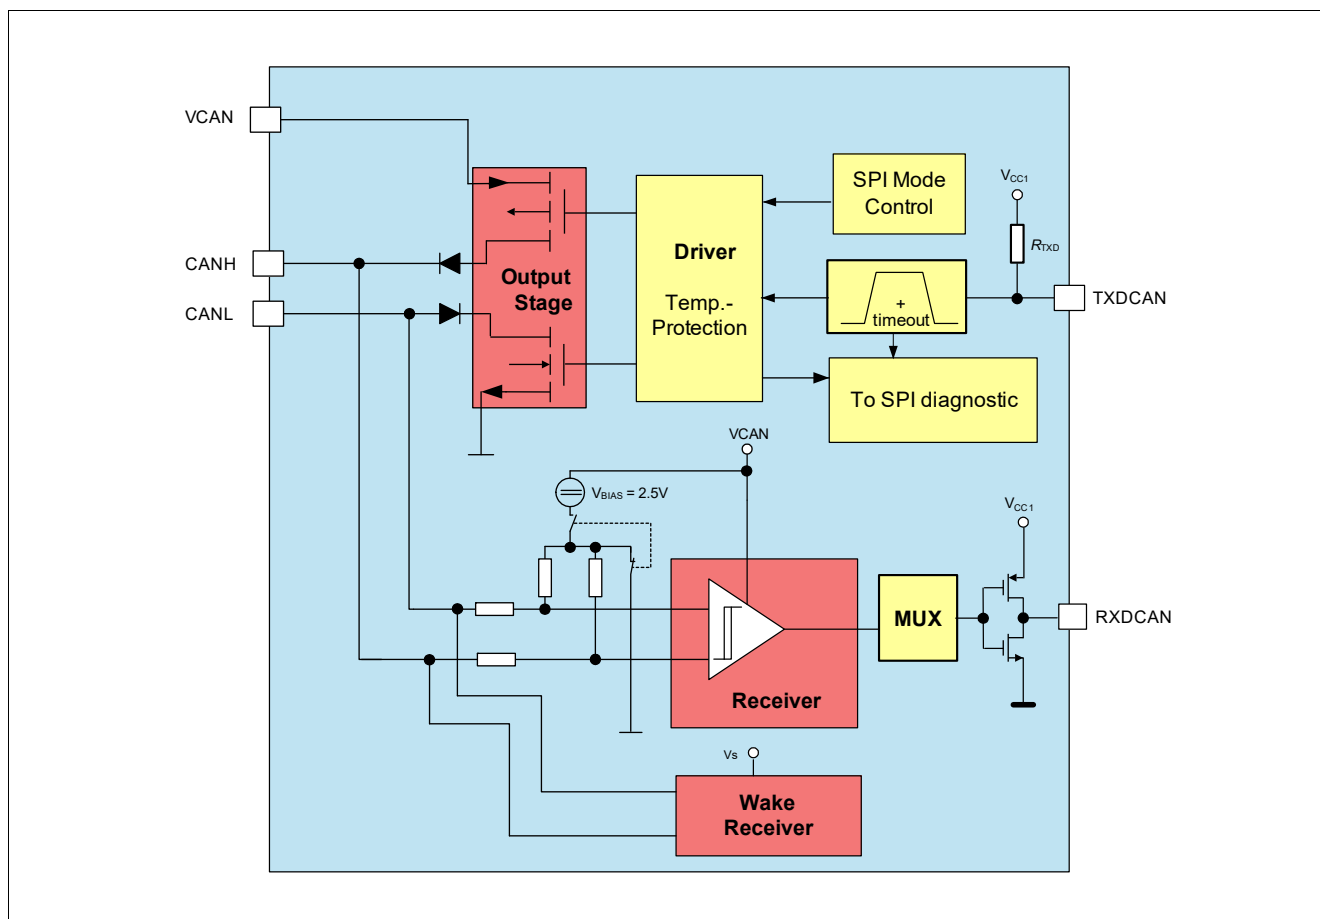 VCAN
SPI Mode
Control
VCC1
RTXD
CANH
CANL
Output
Stage
Driver
Temp.-
Protection
+
timeout
TXDCAN
To SPI diagnostic
VCAN
VBIAS = 2.5V
VCC1
MUX
RXDCAN
Receiver
Vs
Wake
Receiver